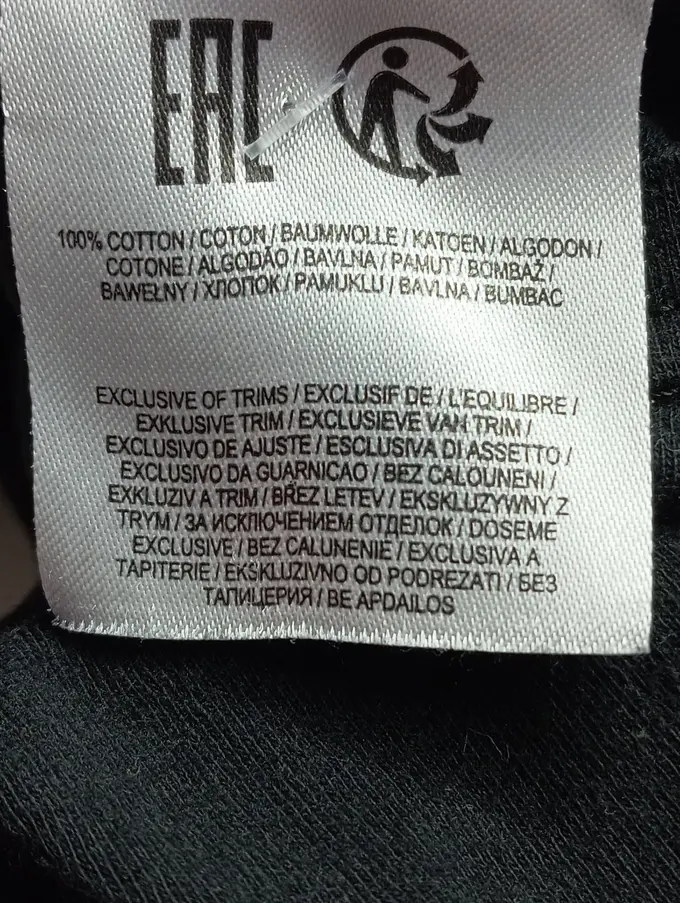 EAC
100% COTTON / COTON / BAUMWOLLE / KATOEN / ALGODON /
COTONE / ALGODÃO / BAVLNA / PAMUT / BOMBAŽ /
BAWEŁNY / ХЛОПОК / PAMUKLU / BAVLNA / BUMBAC
EXCLUSIVE OF TRIMS / EXCLUSIF DE / L'EQUILIBRE /
EXKLUSIVE TRIM / EXCLUSIEVE VAN TRIM /
EXCLUSIVO DE AJUSTE / ESCLUSIVA DI ASSETTO /
EXCLUSIVO DA GUARNICAO / BEZ CALOUNENI /
EXKLUZIV A TRIM / BŘEZ LETEV / EKSKLUZYWNY Z
TRYM / ЗА ИСКЛЮЧЕНИЕМ ОТДЕЛОК / DOSEME
EXCLUSIVE / BEZ CALUNENIE / EXCLUSIVA A
TAPITERIE / EKSKLUZIVNO OD PODREZATI / БЕЗ
ТАПИЦЕРИЯ / BE APDAILOS